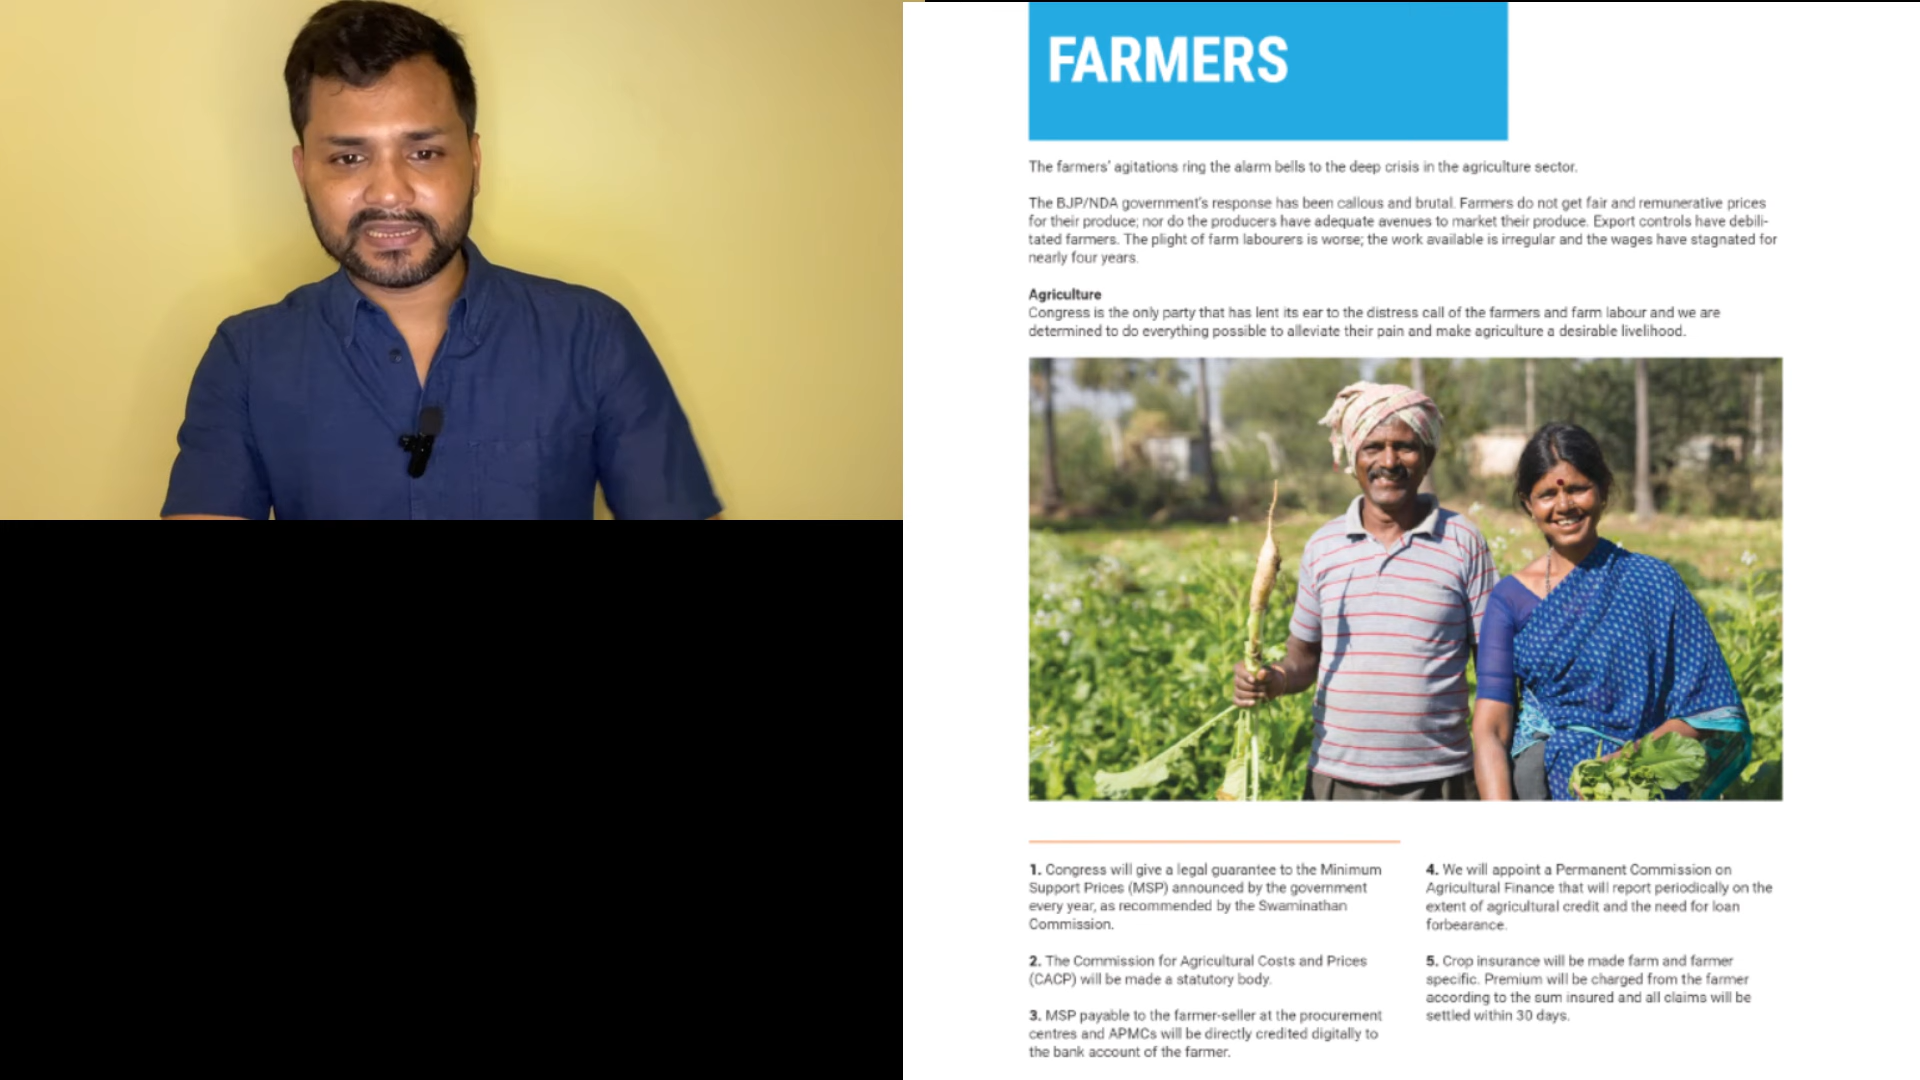 FARMERS
The farmers' agitations ring the alarm bells to the deep crisis in the agriculture sector.
The BJP/NDA government's response has been callous and brutal. Farmers do not get fair and remunerative prices
for their produce; nor do the producers have adequate avenues to market their produce. Export controls have debili-
tated farmers. The plight of farm labourers is worse; the work available is irregular and the wages have stagnated for
nearly four years.
Agriculture
Congress is the only party that has lent its ear to the distress call of the farmers and farm labour and we are
determined to do everything possible to alleviate their pain and make agriculture a desirable livelihood.
1. Congress will give a legal guarantee to the Minimum
Support Prices (MSP) announced by the government
every year, as recommended by the Swaminathan
Commission.
2. The Commission for Agricultural Costs and Prices
(CACP) will be made a statutory body.
3. MSP payable to the farmer-seller at the procurement
centres and APMCs will be directly credited digitally to
the bank account of the farmer.
4. We will appoint a Permanent Commission on
Agricultural Finance that will report periodically on the
extent of agricultural credit and the need for loan
forbearance.
5. Crop insurance will be made farm and farmer
specific. Premium will be charged from the farmer
according to the sum insured and all claims will be
settled within 30 days.